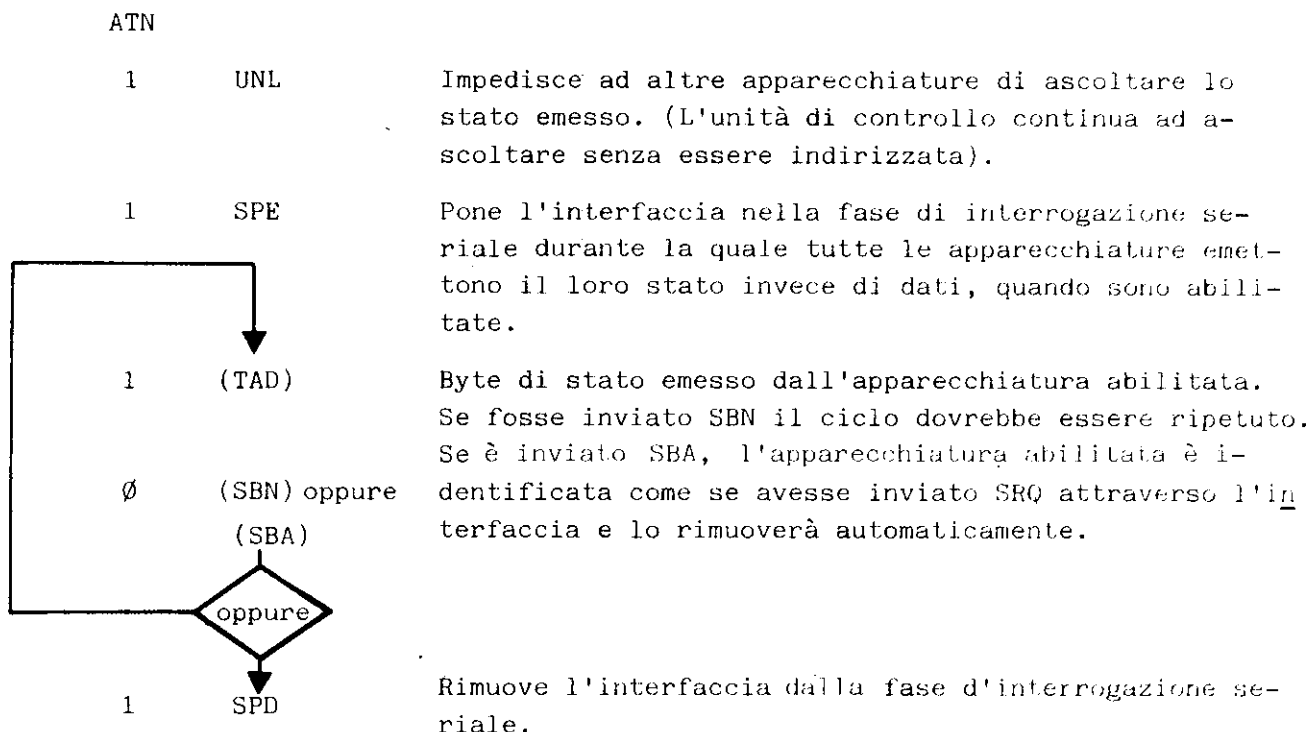 ATN
1 UNL Impedisce ad altre apparecchiature di ascoltare lo
stato emesso. (L'unità di controllo continua ad a-
scoltare senza essere indirizzata).
1 SPE Pone l'interfaccia nella fase di interrogazione se-
riale durante la quale tutte le apparecchiature emet-
tono il loro stato invece di dati, quando sono abili-
tate.
1 (TAD) Byte di stato emesso dall'apparecchiatura abilitata.
Se fosse inviato SBN il ciclo dovrebbe essere ripetuto.
Se è inviato SBA, l'apparecchiatura abilitata è i-
Ø (SBN) oppure dentificata come se avesse inviato SRQ attraverso l'in
(SBA) terfaccia e lo rimuoverà automaticamente.
oppure
1 SPD Rimuove l'interfaccia dalla fase d'interrogazione se-
riale.